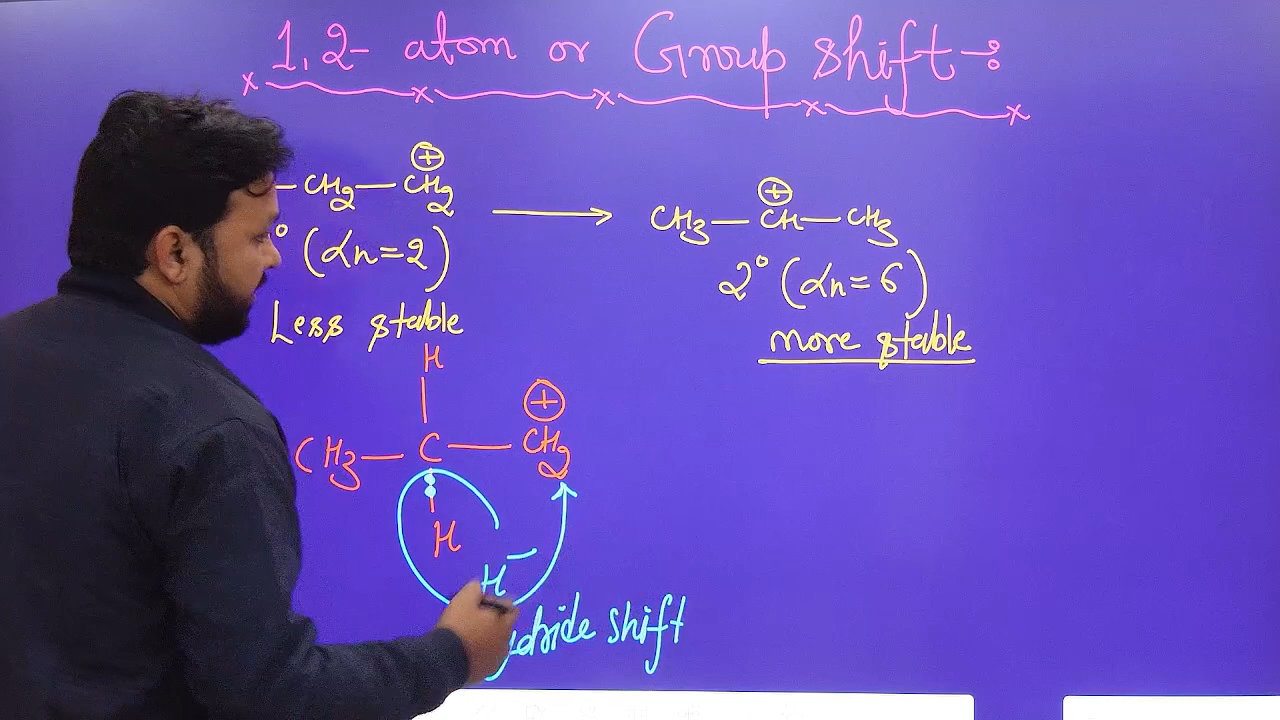 1,2- atom or Group shift -:
— CH2 — CH2 ⊕ ⟶ CH3 — CH ⊕ — CH3
° (αn=2)
2° (αn=6)
Less stable
more stable
H
⊕
CH3 — C — CH2
H
H−
shift